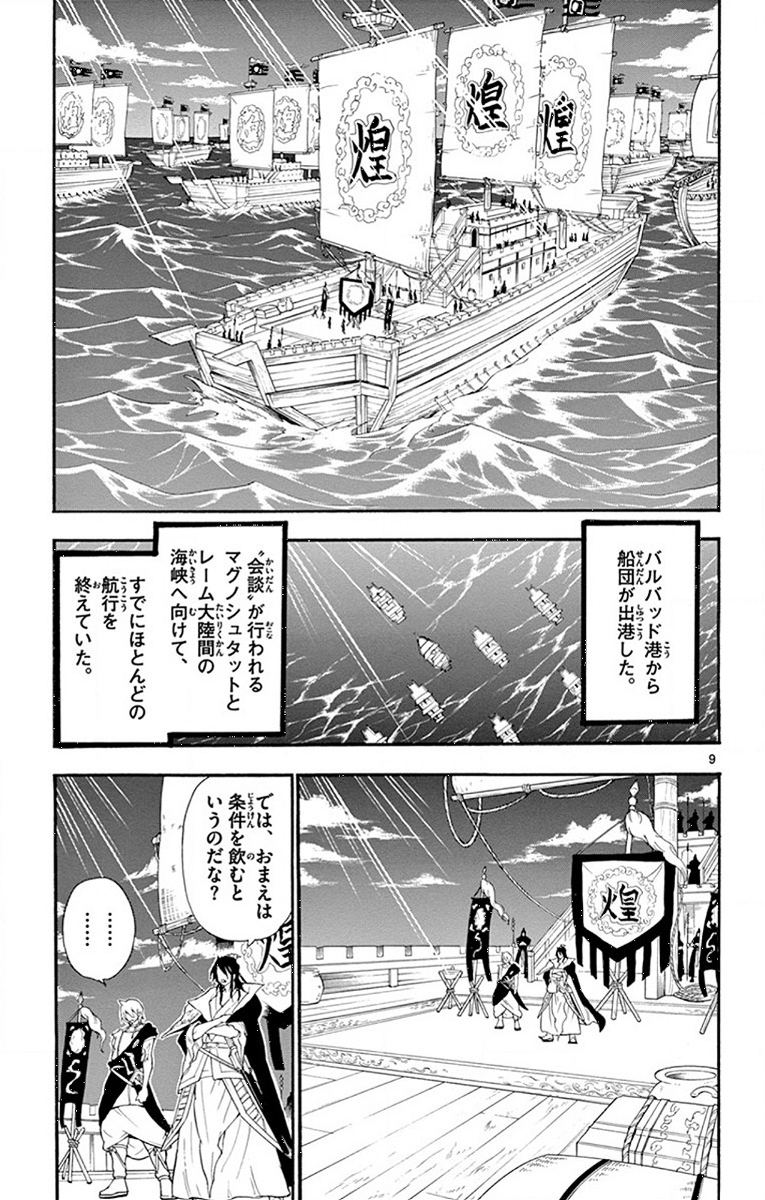 煌
煌
煌
バルバッド港から
船団が出港した。
〝会談〟が行われる
マグノシュタットと
レーム大陸間の
海峡へ向けて、
すでにほとんどの
航行を
終えていた。
9
煌
では、おまえは
条件を飲むと
いうのだな?
……
……
煌